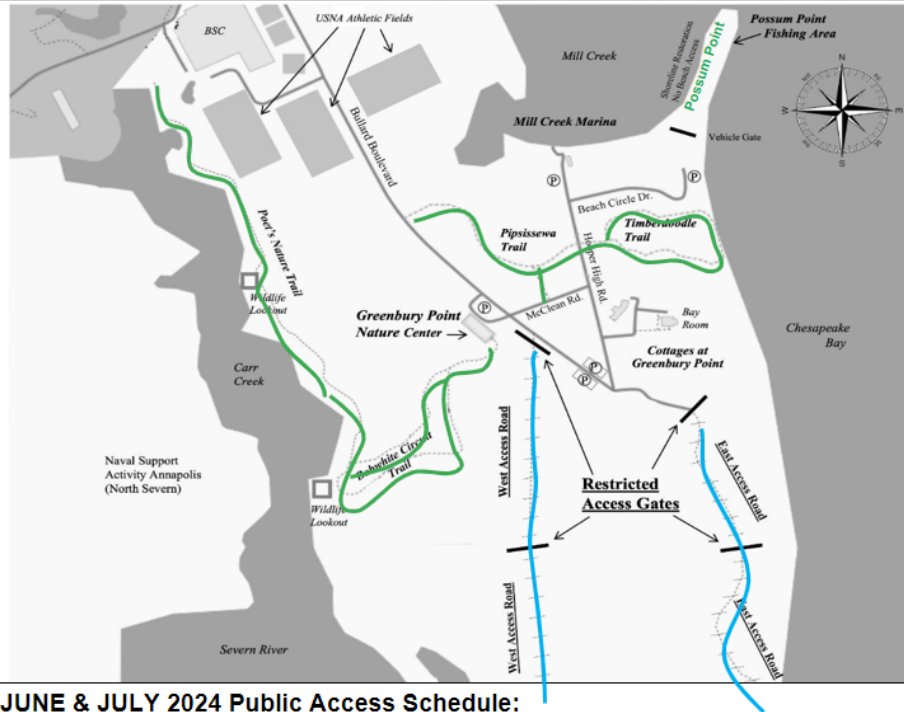 USNA Athletic Fields
BSC
Possum Point
Fishing Area
Mill Creek
Shoreline Restoration
No Beach Access
Possum Point
N
W
E
S
Bullard Boulevard
Mill Creek Marina
Vehicle Gate
P
P
Beach Circle Dr.
Poet's Nature Trail
Pipsissewa
Trail
Timberdoodle
Trail
Hooper High Rd.
Wildlife
Lookout
McClean Rd.
P
Greenbury Point
Nature Center
Bay
Room
Chesapeake
Bay
Cottages at
Greenbury Point
P
P
Carr
Creek
West Access Road
East Access Road
Bobwhite Circuit
Trail
Naval Support
Activity Annapolis
(North Severn)
Restricted
Access Gates
Wildlife
Lookout
West Access Road
East Access Road
Severn River
JUNE & JULY 2024 Public Access Schedule: